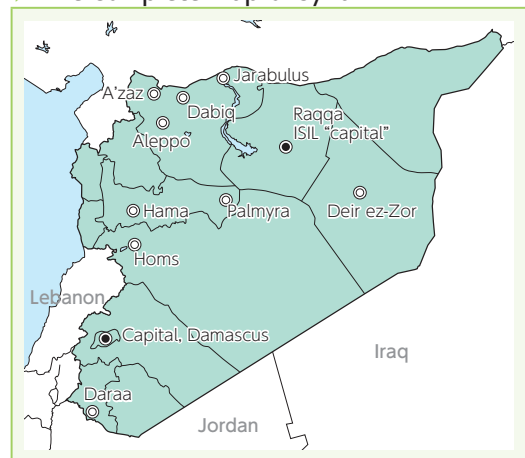 Jarabulus
A'zaz
Dabiq
Raqqa
ISIL "capital"
Aleppo
Hama
Palmyra
Deir ez-Zor
Homs
Lebanon
Capital, Damascus
Iraq
Daraa
Jordan